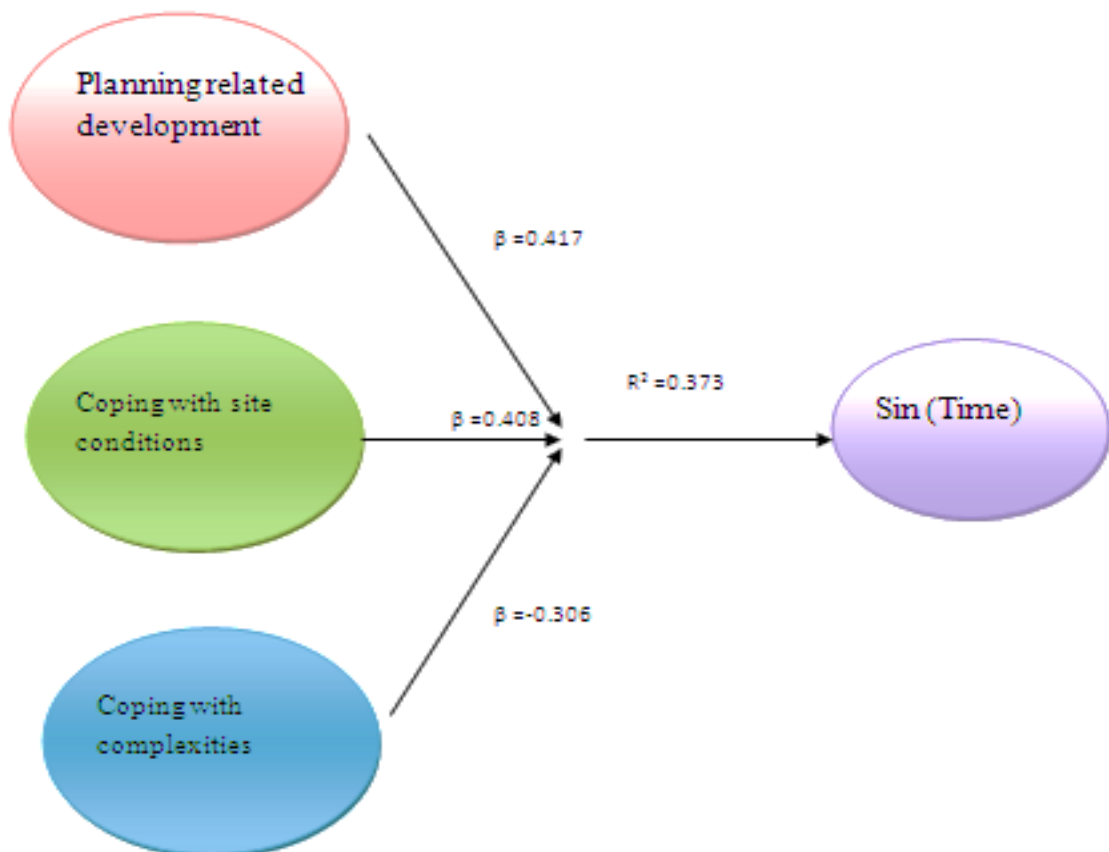 Planning related
development
β =0.417
Coping with site
conditions
β =0.408
R² =0.373
Sin (Time)
β =-0.306
Coping with
complexities